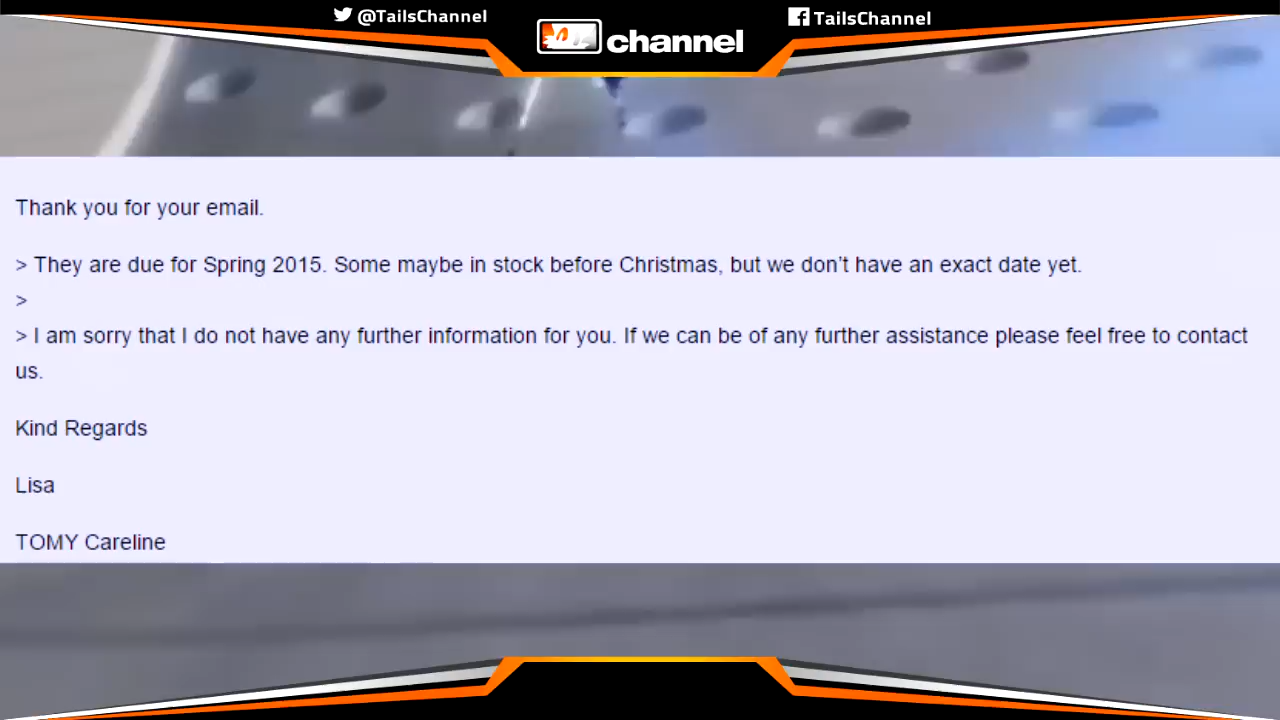 @TailsChannel
channel
TailsChannel
Thank you for your email.
> They are due for Spring 2015. Some maybe in stock before Christmas, but we don't have an exact date yet.
>
> I am sorry that I do not have any further information for you. If we can be of any further assistance please feel free to contact
us.
Kind Regards
Lisa
TOMY Careline